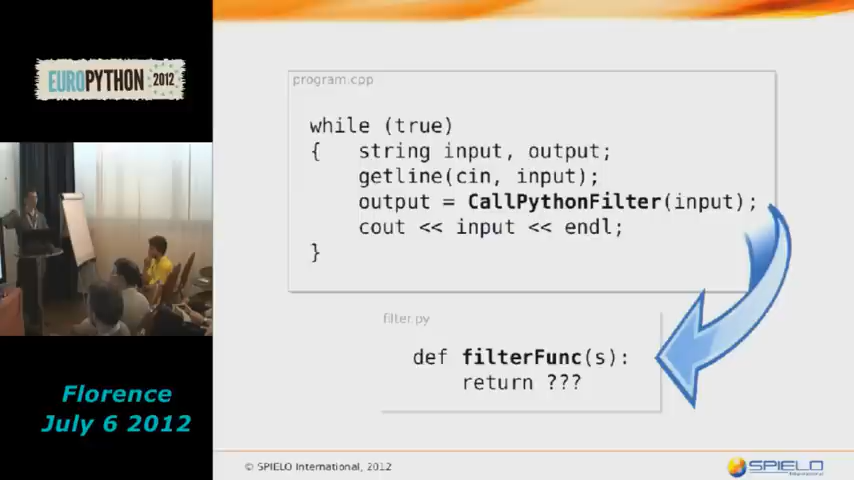 EUROPYTHON 2012
Florence
July 6 2012
program.cpp
while (true)
{ string input, output;
getline(cin, input);
output = CallPythonFilter(input);
cout << input << endl;
}
filter.py
def filterFunc(s):
return ???
© SPIELO International, 2012
SPIELO
International